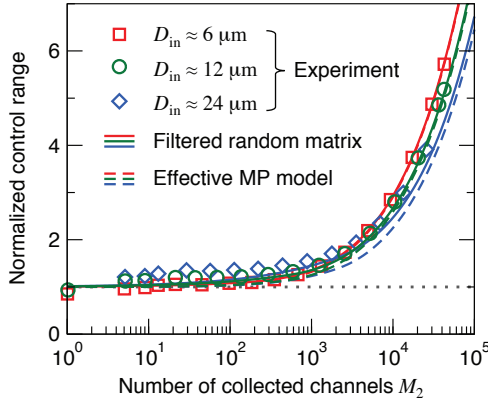 Normalized control range
6
4
2
0
D_in ≈ 6 μm
D_in ≈ 12 μm
D_in ≈ 24 μm
Experiment
Filtered random matrix
Effective MP model
10^0 10^1 10^2 10^3 10^4 10^5
Number of collected channels M_2